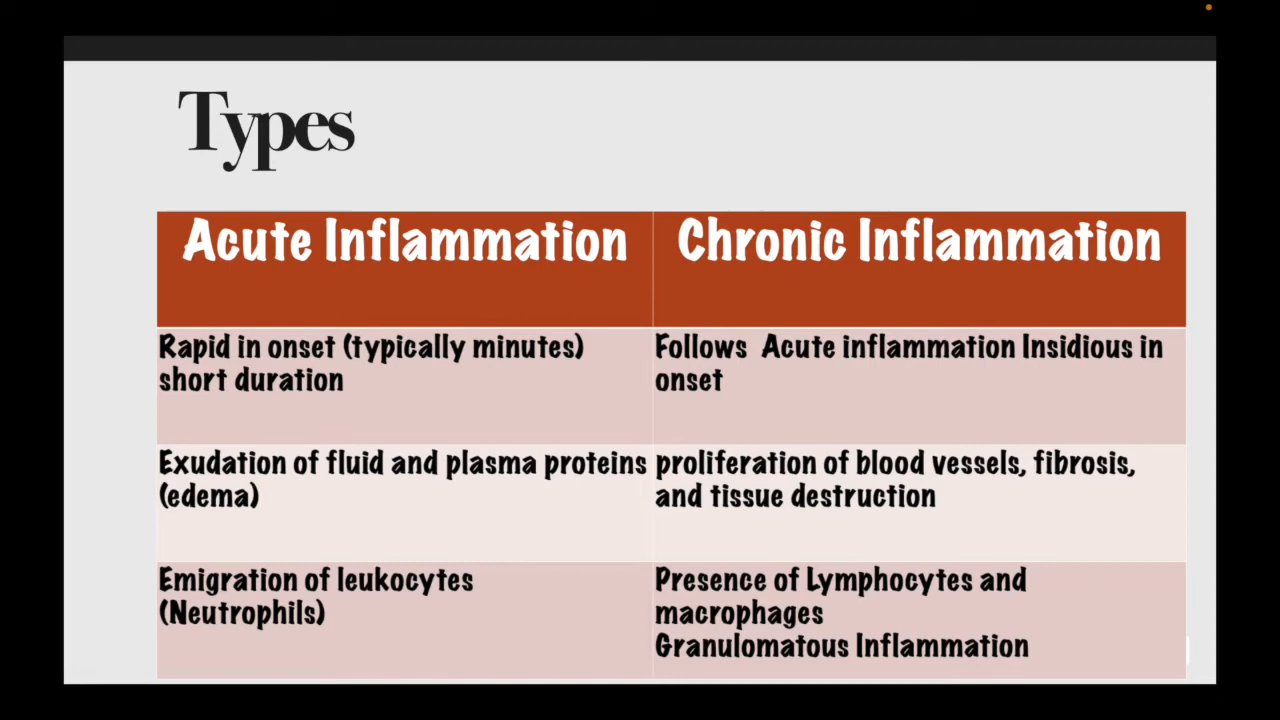 Types
Acute Inflammation
Chronic Inflammation
Rapid in onset (typically minutes)
short duration
Follows Acute inflammation Insidious in
onset
Exudation of fluid and plasma proteins
(edema)
proliferation of blood vessels, fibrosis,
and tissue destruction
Emigration of leukocytes
(Neutrophils)
Presence of Lymphocytes and
macrophages
Granulomatous Inflammation